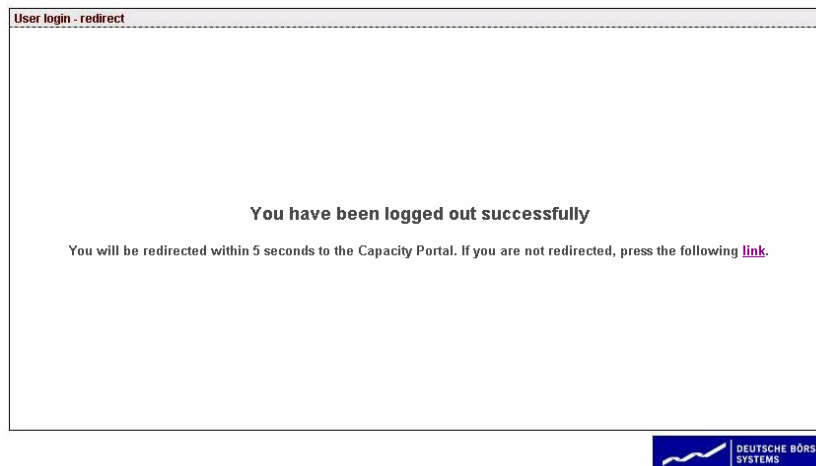 User login - redirect
You have been logged out successfully
You will be redirected within 5 seconds to the Capacity Portal. If you are not redirected, press the following link.
DEUTSCHE BÖRS
SYSTEMS